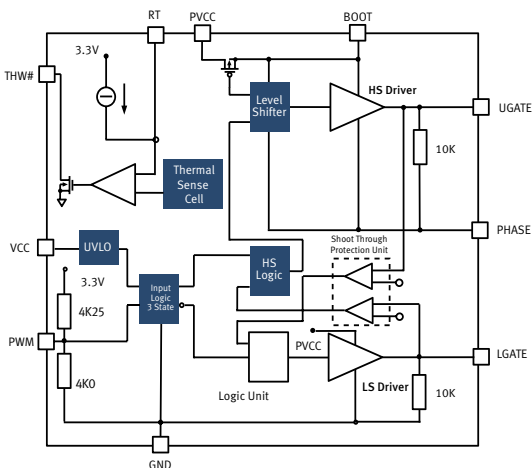 RT
PVCC
BOOT
3.3V
THW#
HS Driver
Level
Shifter
UGATE
10K
Thermal
Sense
Cell
PHASE
VCC
UVLO
Shoot Through
Protection Unit
3.3V
HS
Logic
Input
Logic
3 State
4K25
PWM
PVCC
LGATE
4K0
LS Driver
10K
Logic Unit
GND